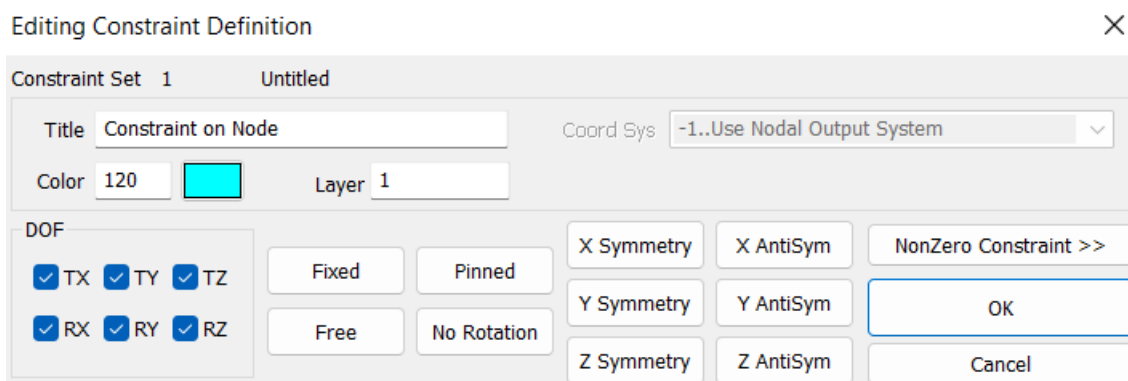 Editing Constraint Definition
Constraint Set 1 Untitled
Title Constraint on Node Coord Sys -1..Use Nodal Output System
Color 120 Layer 1
DOF
TX TY TZ
RX RY RZ
Fixed Pinned
Free No Rotation
X Symmetry X AntiSym
Y Symmetry Y AntiSym
Z Symmetry Z AntiSym
NonZero Constraint >>
OK
Cancel